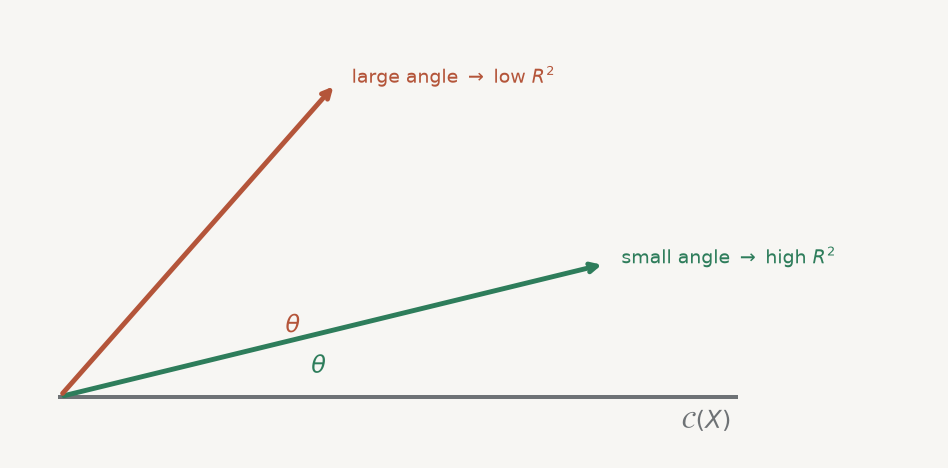 large angle → low R²
small angle → high R²
θ
θ
𝒞(X)